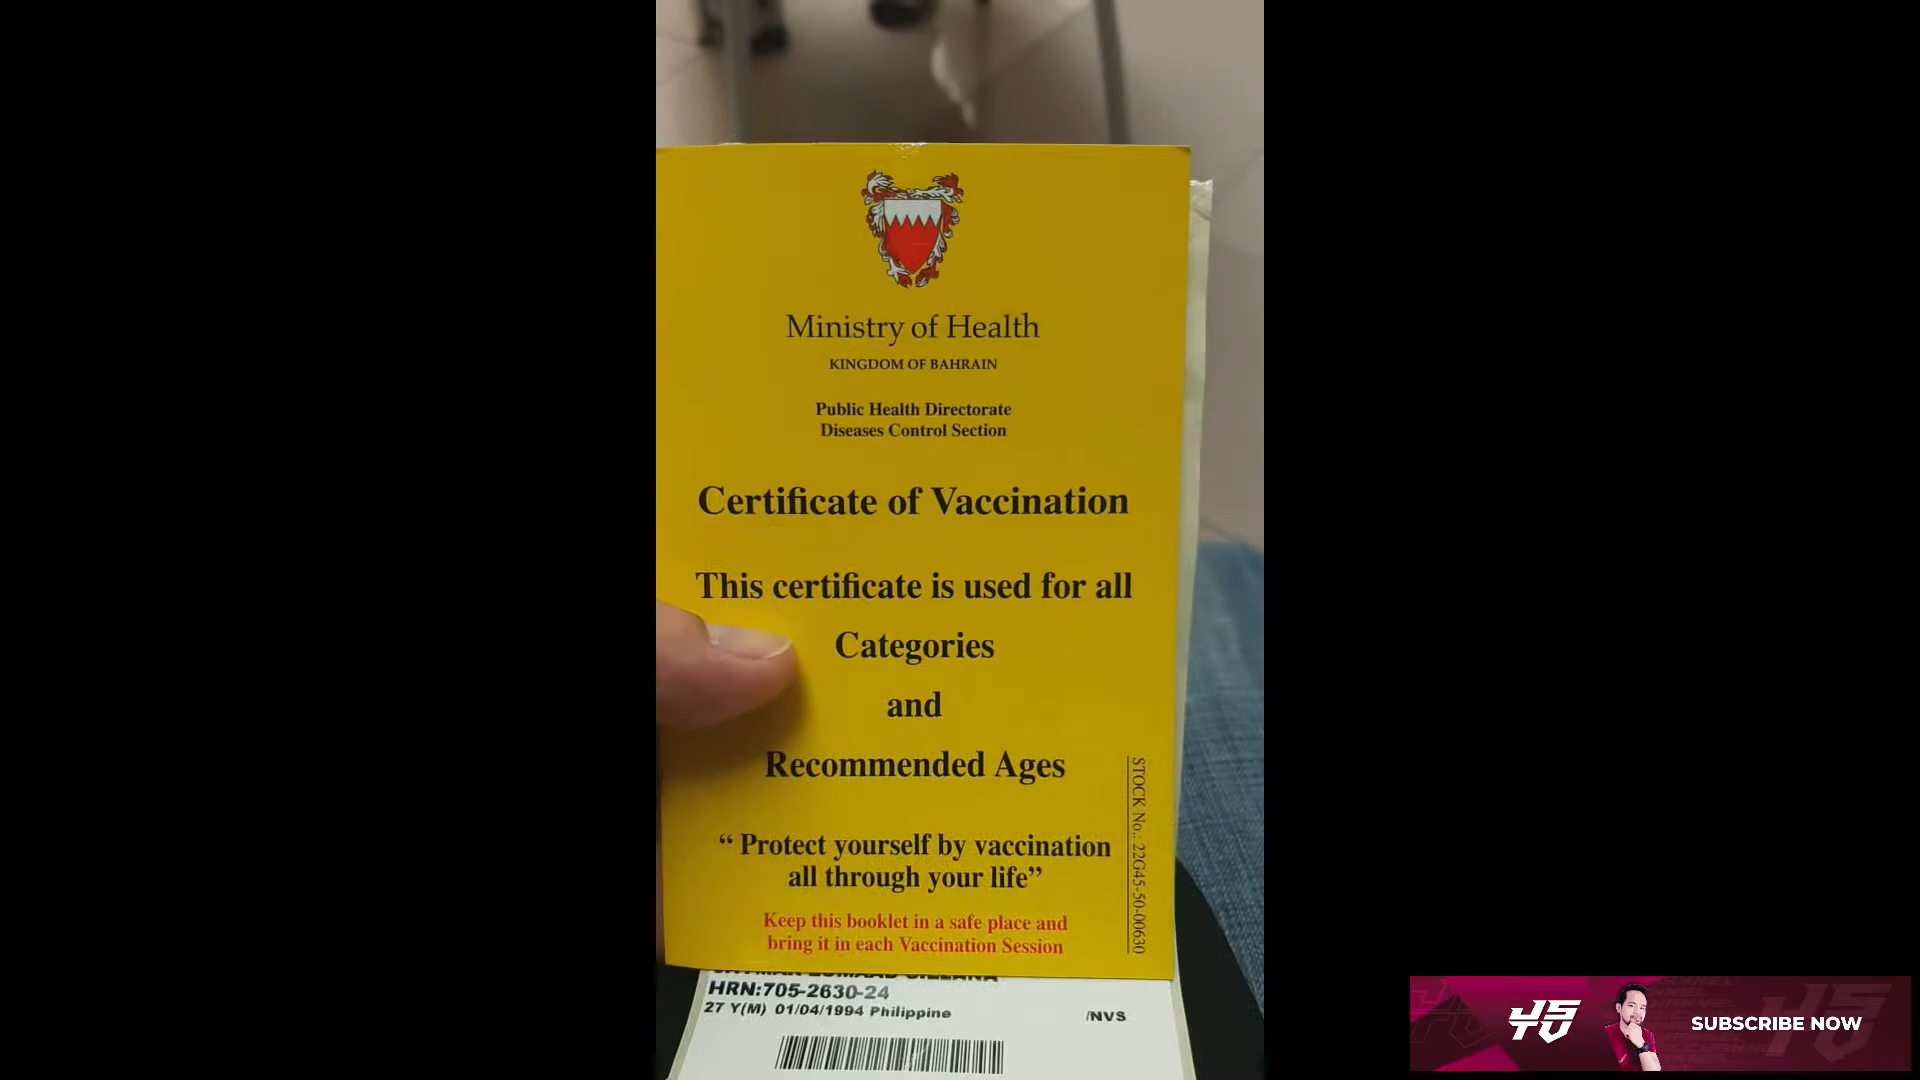 Ministry of Health
KINGDOM OF BAHRAIN
Public Health Directorate
Diseases Control Section
Certificate of Vaccination
This certificate is used for all
Categories
and
Recommended Ages
“ Protect yourself by vaccination
all through your life”
Keep this booklet in a safe place and
bring it in each Vaccination Session
STOCK No.: 22G45-50-00630
HRN:705-2630-24
27 Y(M) 01/04/1994 Philippine /NVS
SUBSCRIBE NOW